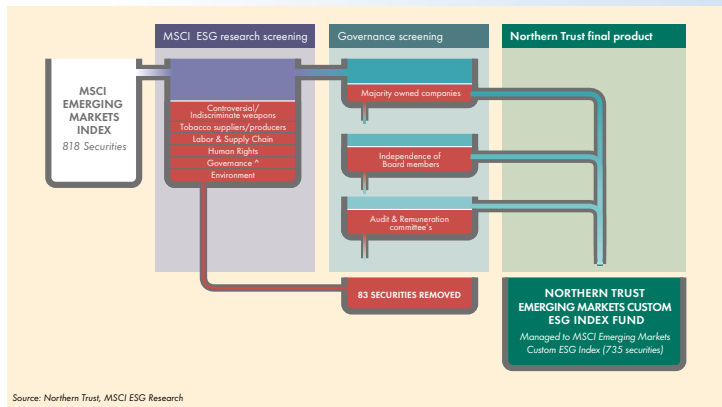 MSCI ESG research screening
Governance screening
Northern Trust final product
MSCI
EMERGING
MARKETS
INDEX
818 Securities
Controversial/
Indiscriminate weapons
Tobacco suppliers/producers
Labor & Supply Chain
Human Rights
Governance ^
Environment
Majority owned companies
Independence of
Board members
Audit & Remuneration
committee's
83 SECURITIES REMOVED
NORTHERN TRUST
EMERGING MARKETS CUSTOM
ESG INDEX FUND
Managed to MSCI Emerging Markets
Custom ESG Index (735 securities)
Source: Northern Trust, MSCI ESG Research